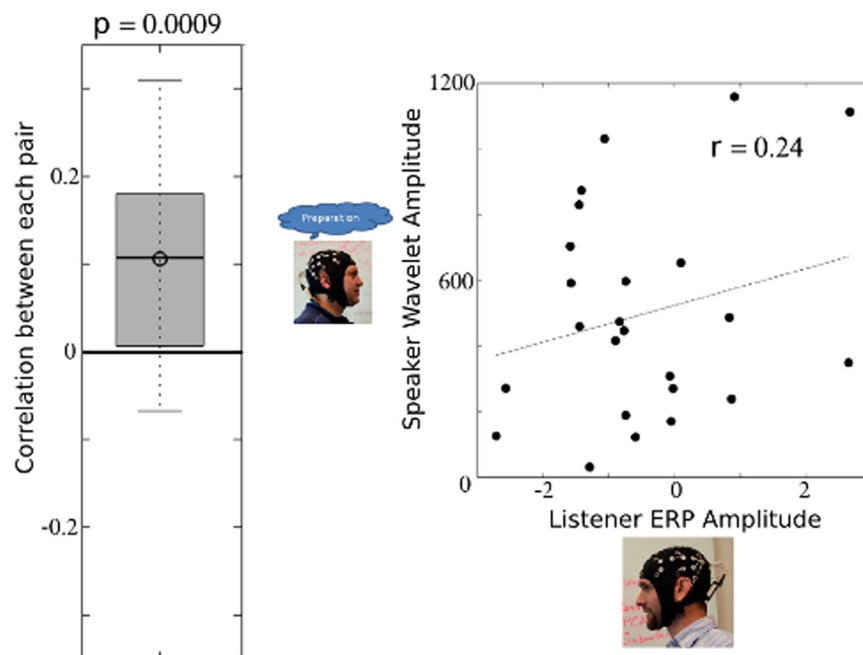 p = 0.0009
Correlation between each pair
0.2
0
-0.2
Preparation
Speaker Wavelet Amplitude
1200
600
0
r = 0.24
-2
0
2
Listener ERP Amplitude